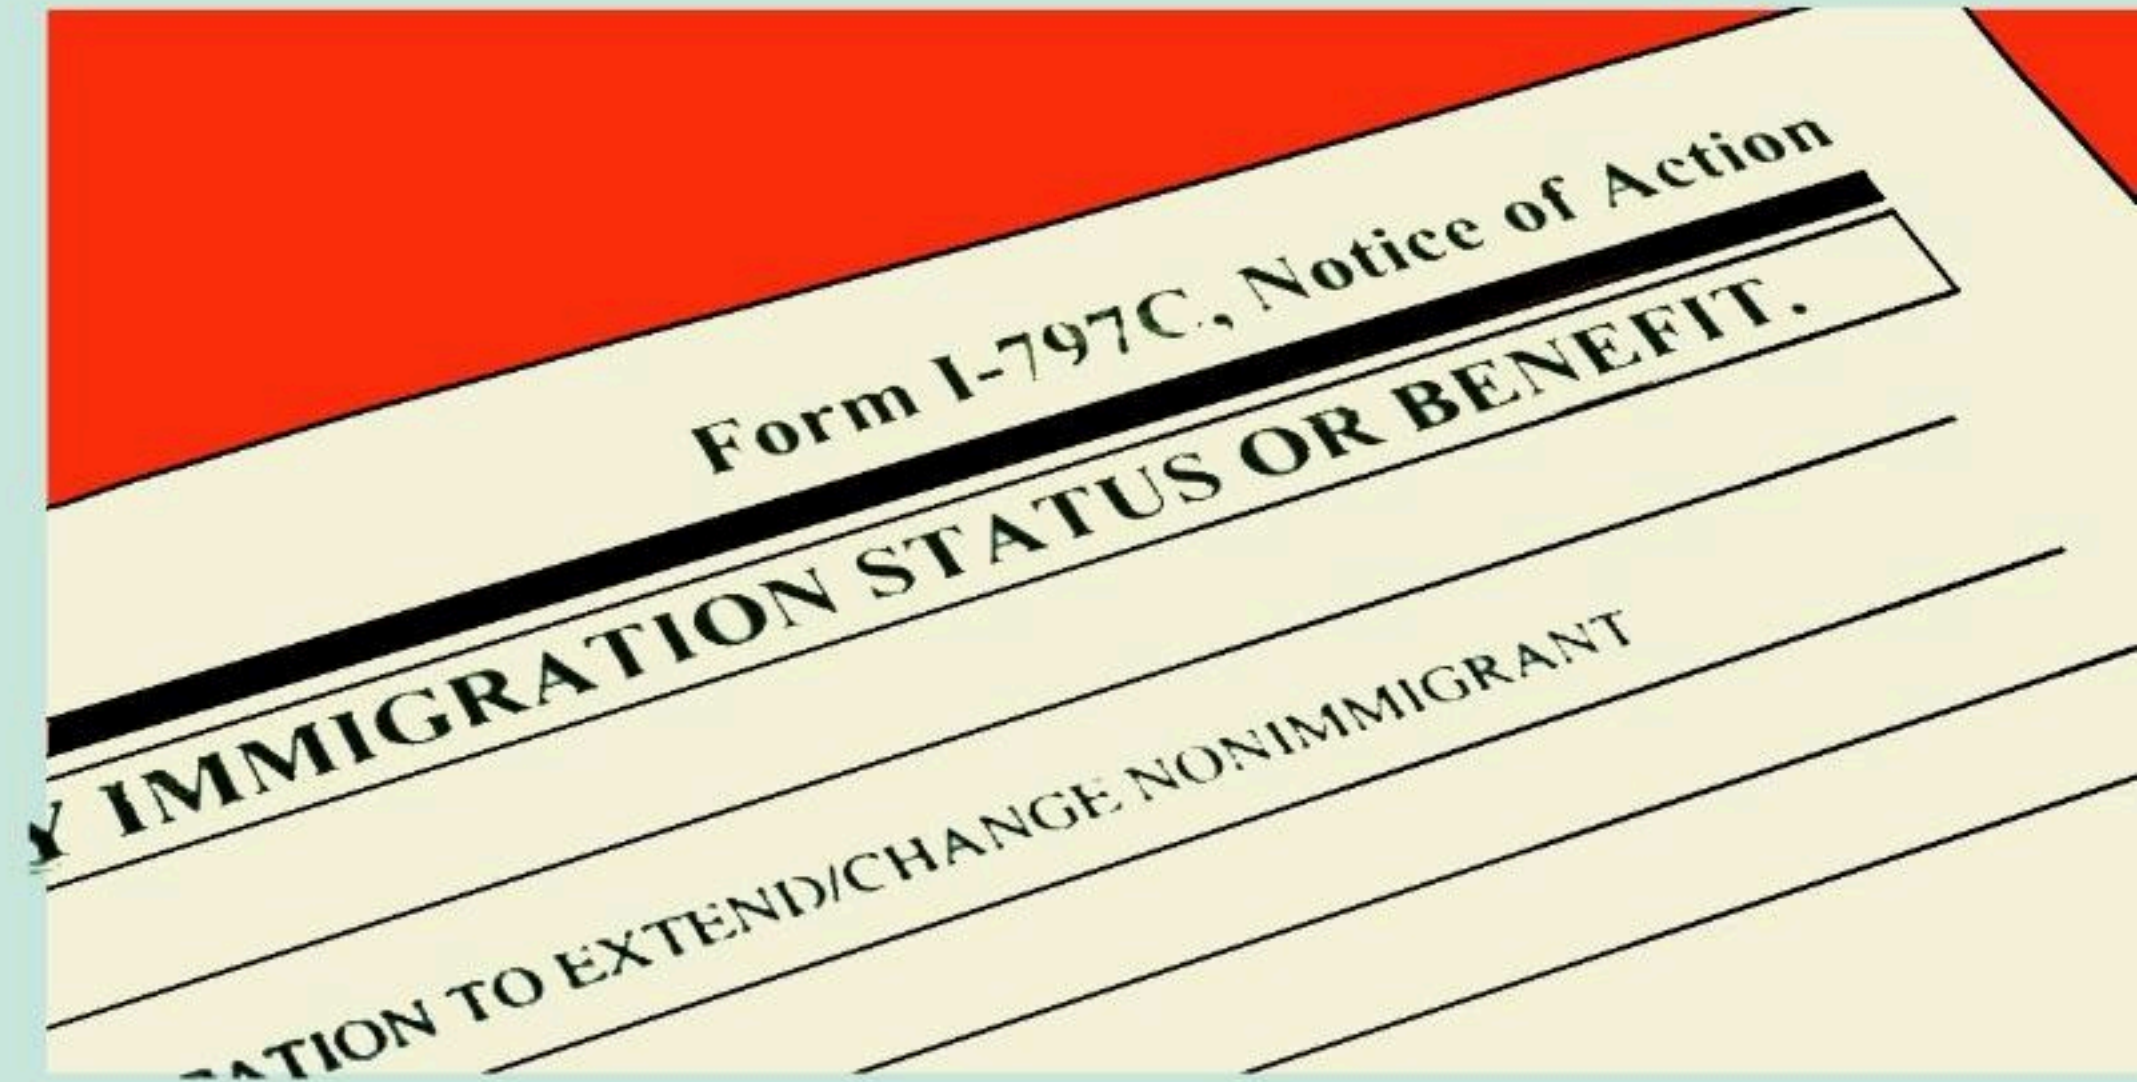 Form I-797C, Notice of Action
Y IMMIGRATION STATUS OR BENEFIT.
TO EXTEND/CHANGE NONIMMIGRANT